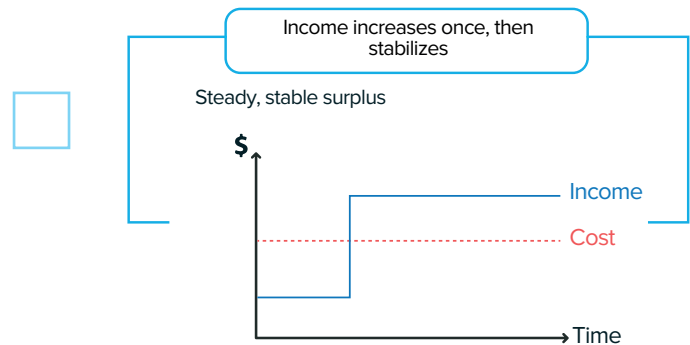 Income increases once, then
stabilizes
Steady, stable surplus
$
Income
Cost
Time